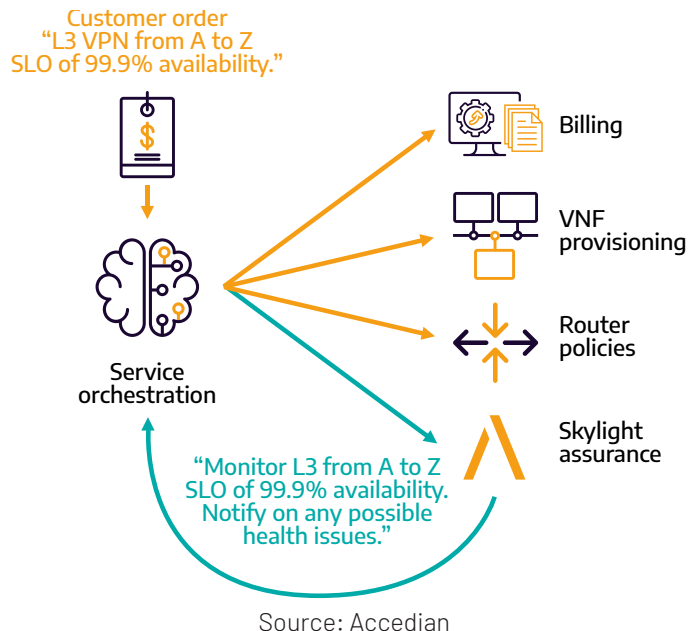 Customer order
“L3 VPN from A to Z
SLO of 99.9% availability.”
$
Billing
VNF
provisioning
Router
policies
Service
orchestration
Skylight
assurance
“Monitor L3 from A to Z
SLO of 99.9% availability.
Notify on any possible
health issues.”
Source: Accedian